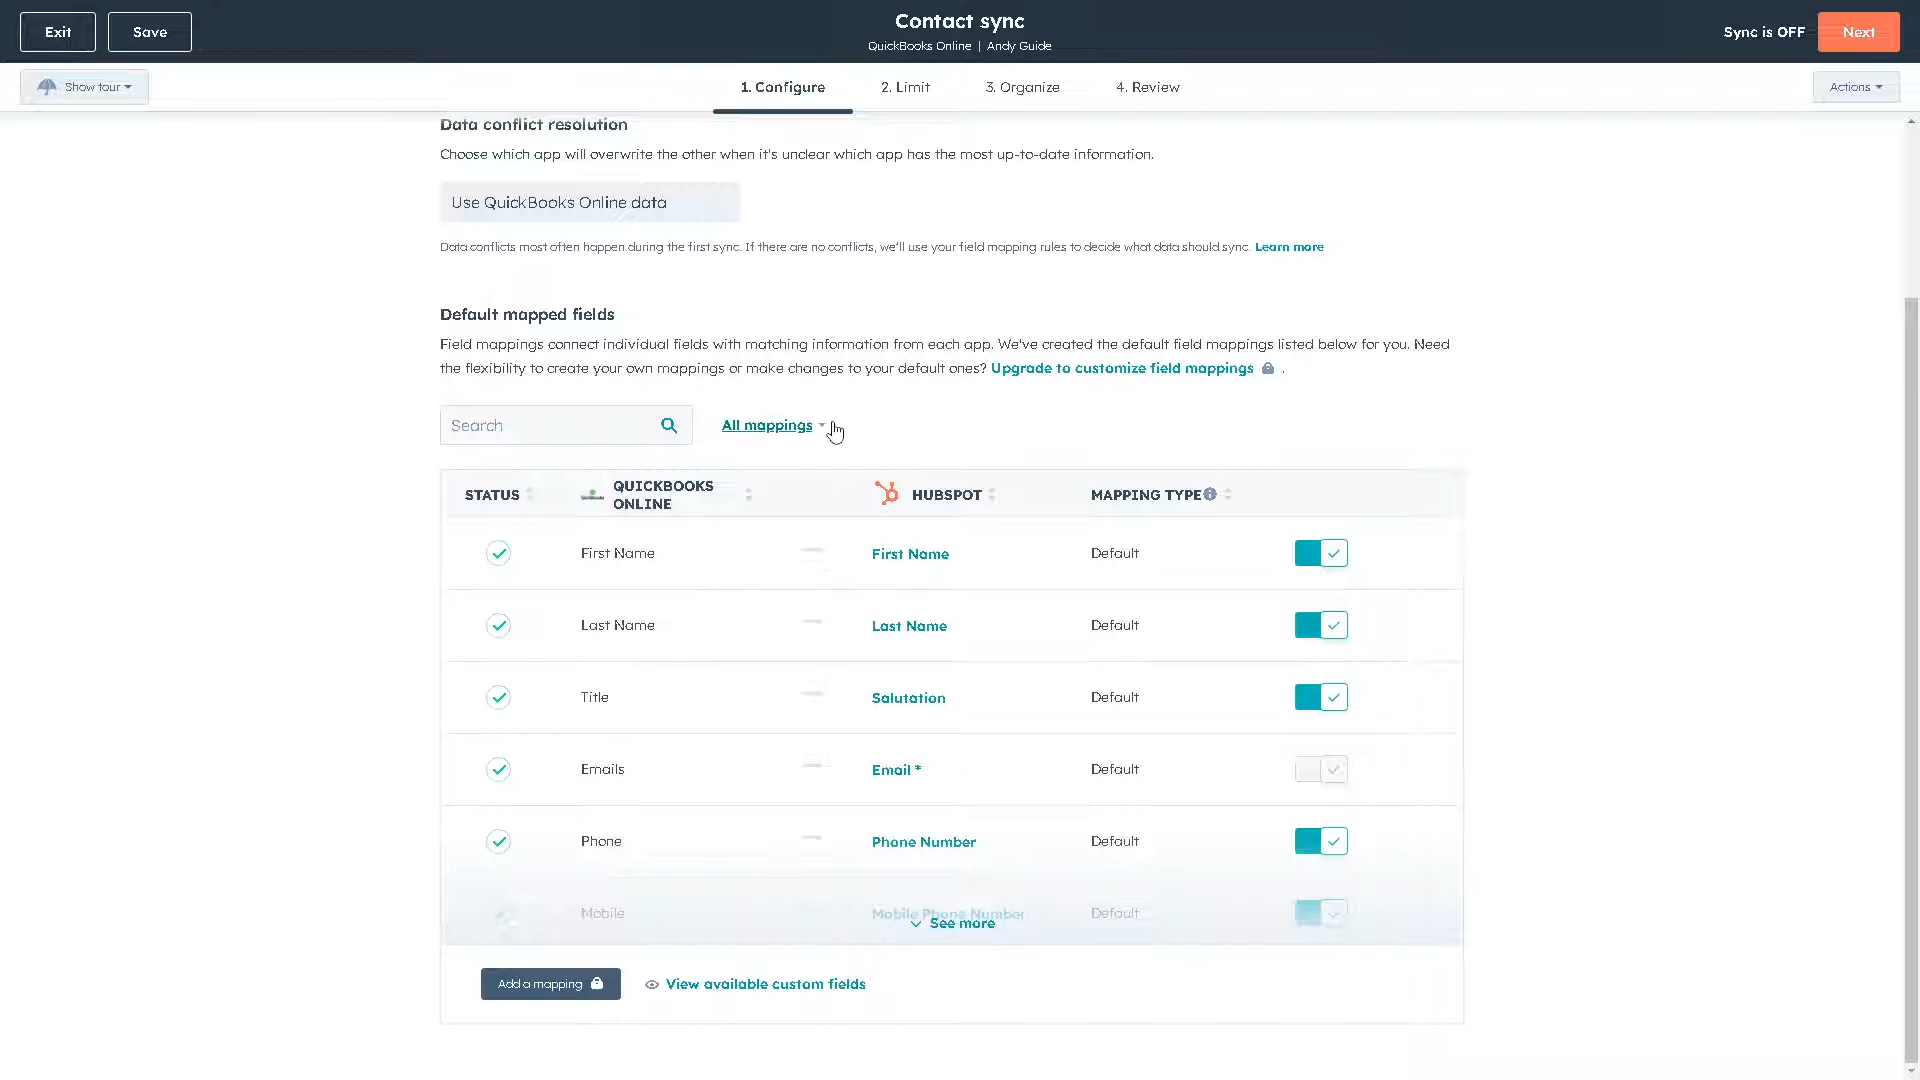 Exit
Save
Contact sync
QuickBooks Online | Andy Guide
Sync is OFF
Next
Show tour
1. Configure
2. Limit
3. Organize
4. Review
Actions
Data conflict resolution
Choose which app will overwrite the other when it's unclear which app has the most up-to-date information.
Use QuickBooks Online data
Data conflicts most often happen during the first sync. If there are no conflicts, we'll use your field mapping rules to decide what data should sync. Learn more
Default mapped fields
Field mappings connect individual fields with matching information from each app. We've created the default field mappings listed below for you. Need
the flexibility to create your own mappings or make changes to your default ones? Upgrade to customize field mappings .
Search
All mappings
STATUS
QUICKBOOKS
ONLINE
HUBSPOT
MAPPING TYPE
First Name
First Name
Default
Last Name
Last Name
Default
Title
Salutation
Default
Emails
Email *
Default
Phone
Phone Number
Default
Mobile
Mobile Phone Number
Default
See more
Add a mapping
View available custom fields